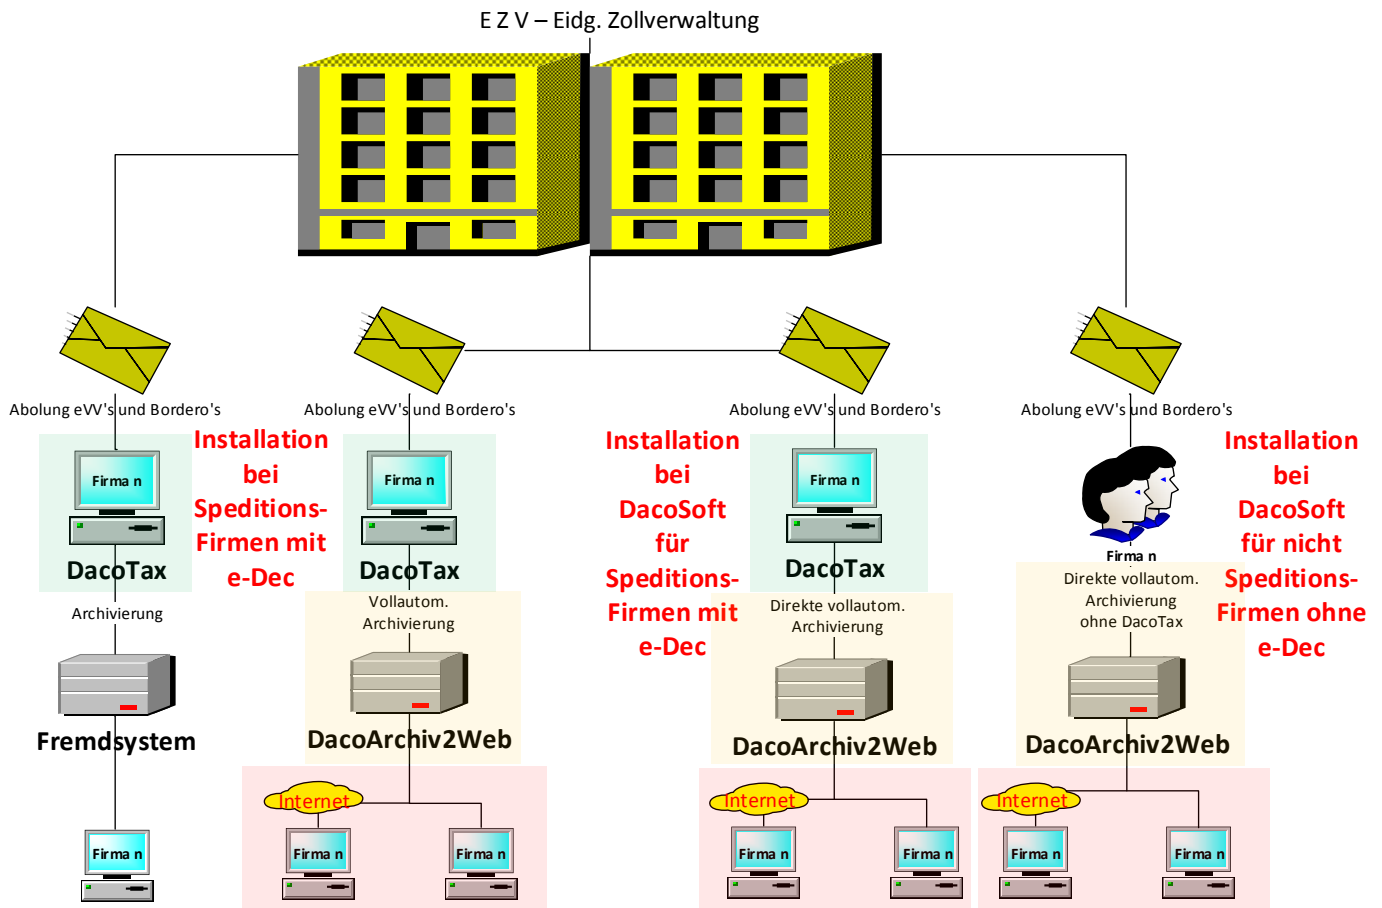 E Z V – Eidg. Zollverwaltung
Abolung eVV's und Bordero's
Abolung eVV's und Bordero's
Abolung eVV's und Bordero's
Abolung eVV's und Bordero's
Firma n
DacoTax
Installation
bei
Speditions-
Firmen mit
e-Dec
Firma n
DacoTax
Installation
bei
DacoSoft
für
Speditions-
Firmen mit
e-Dec
Firma n
DacoTax
Firma n
Installation
bei
DacoSoft
für nicht
Speditions-
Firmen ohne
e-Dec
Archivierung
Vollautom.
Archivierung
Direkte vollautom.
Archivierung
Direkte vollautom.
Archivierung
ohne DacoTax
Fremdsystem
DacoArchiv2Web
DacoArchiv2Web
DacoArchiv2Web
Internet
Internet
Internet
Firma n
Firma n
Firma n
Firma n
Firma n
Firma n
Firma n